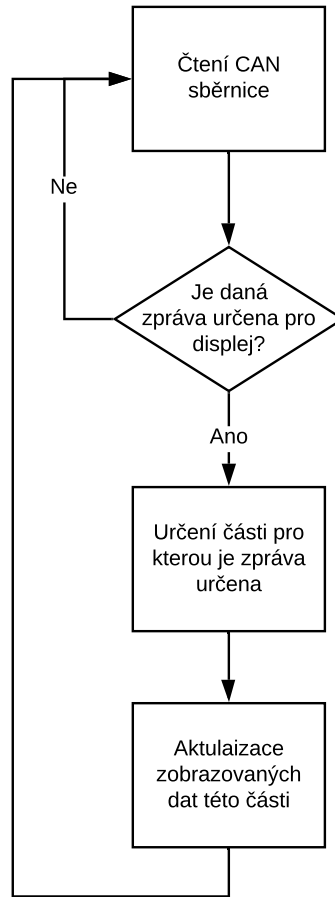 Čtení CAN
sběrnice
Ne
Je daná
zpráva určena pro
displej?
Ano
Určení části pro
kterou je zpráva
určena
Aktulaizace
zobrazovaných
dat této části